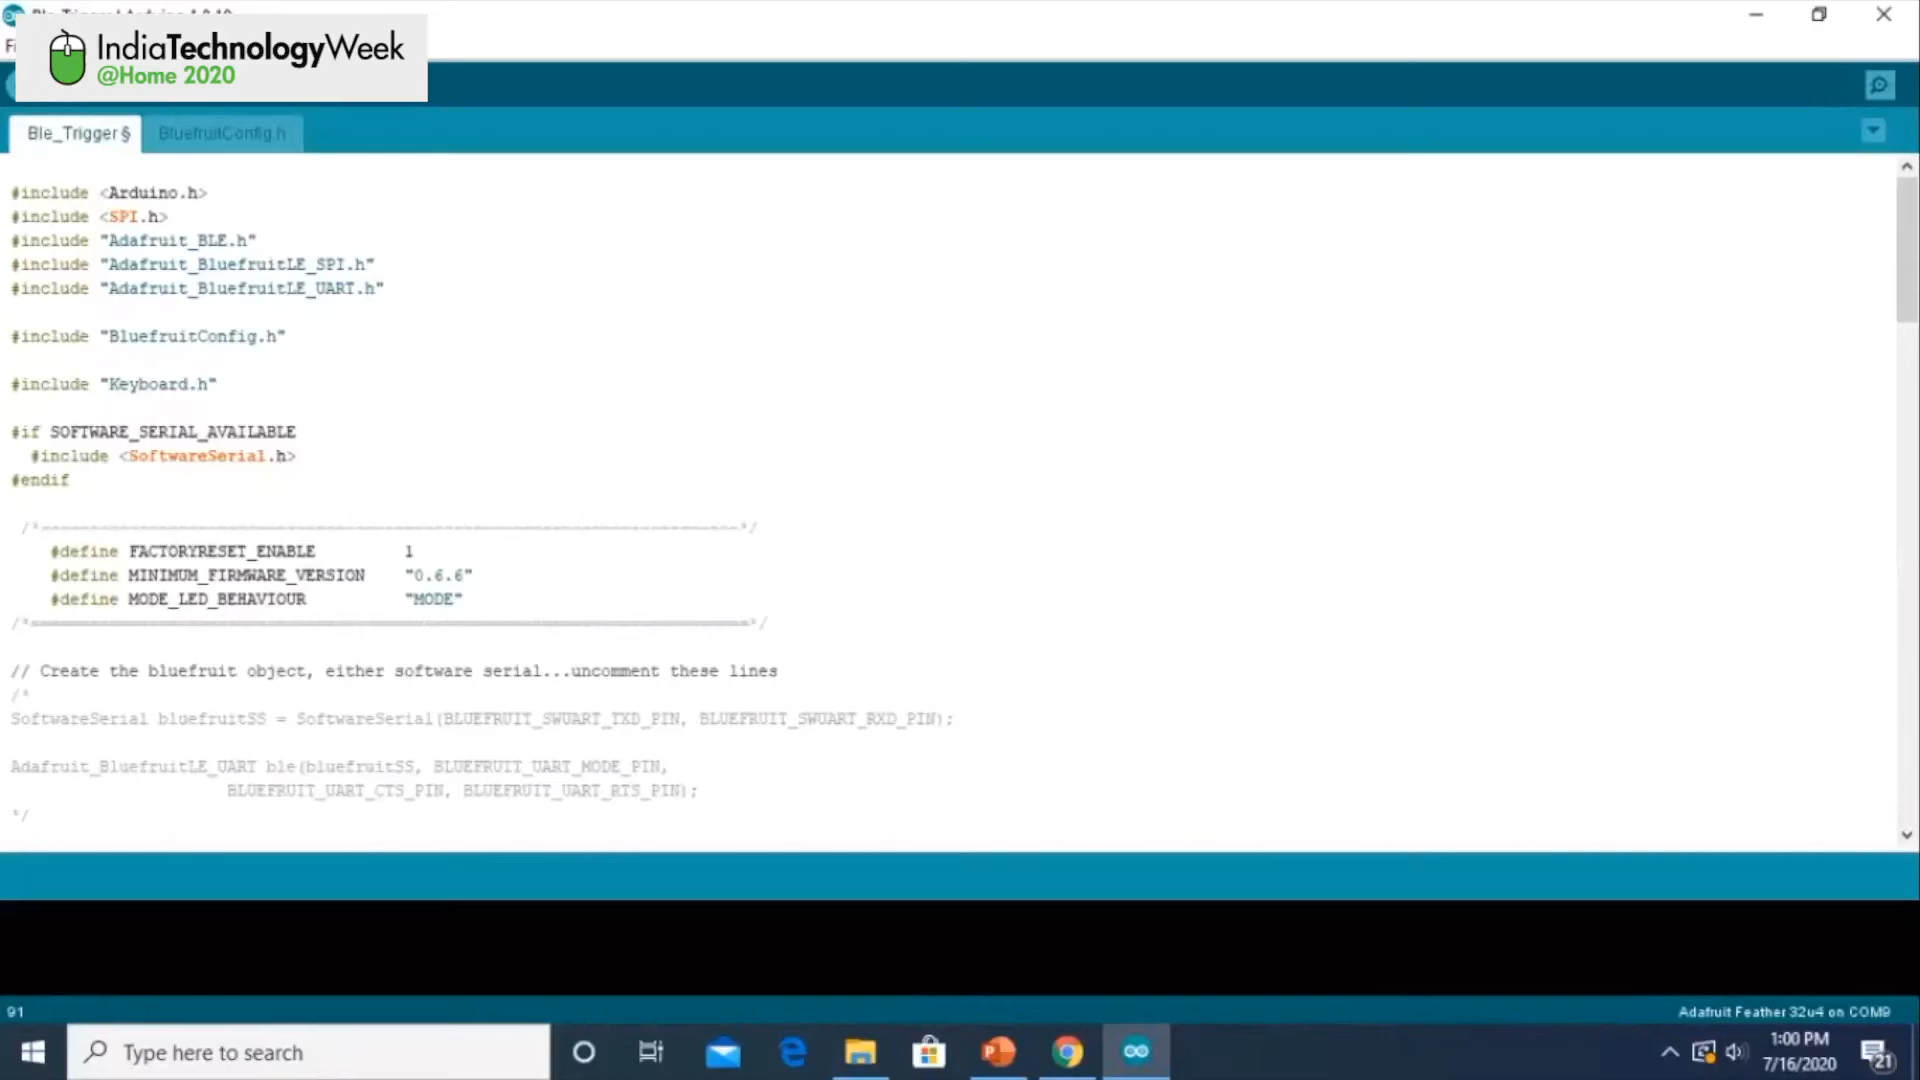 IndiaTechnologyWeek
@Home 2020
Ble_Trigger§
BluefruitConfig.h
#include <Arduino.h>
#include <SPI.h>
#include "Adafruit_BLE.h"
#include "Adafruit_BluefruitLE_SPI.h"
#include "Adafruit_BluefruitLE_UART.h"
#include "BluefruitConfig.h"
#include "Keyboard.h"
#if SOFTWARE_SERIAL_AVAILABLE
#include <SoftwareSerial.h>
#endif
#define FACTORYRESET_ENABLE 1
#define MINIMUM_FIRMWARE_VERSION "0.6.6"
#define MODE_LED_BEHAVIOUR "MODE"
// Create the bluefruit object, either software serial...uncomment these lines
/*
SoftwareSerial bluefruitSS = SoftwareSerial(BLUEFRUIT_SWUART_TXD_PIN, BLUEFRUIT_SWUART_RXD_PIN);
Adafruit_BluefruitLE_UART ble(bluefruitSS, BLUEFRUIT_UART_MODE_PIN,
BLUEFRUIT_UART_CTS_PIN, BLUEFRUIT_UART_RTS_PIN);
*/
91
Adafruit Feather 32u4 on COM9
Type here to search
1:00 PM
7/16/2020
21